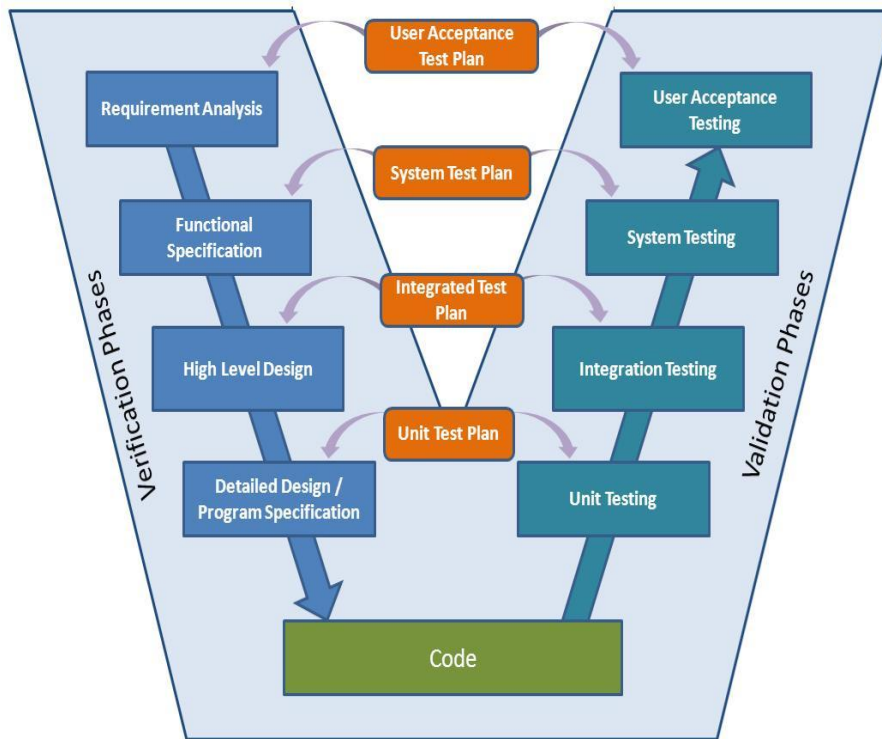 User Acceptance
Test Plan
Requirement Analysis
User Acceptance
Testing
System Test Plan
Functional
Specification
System Testing
Integrated Test
Plan
High Level Design
Integration Testing
Verification Phases
Validation Phases
Unit Test Plan
Detailed Design /
Program Specification
Unit Testing
Code